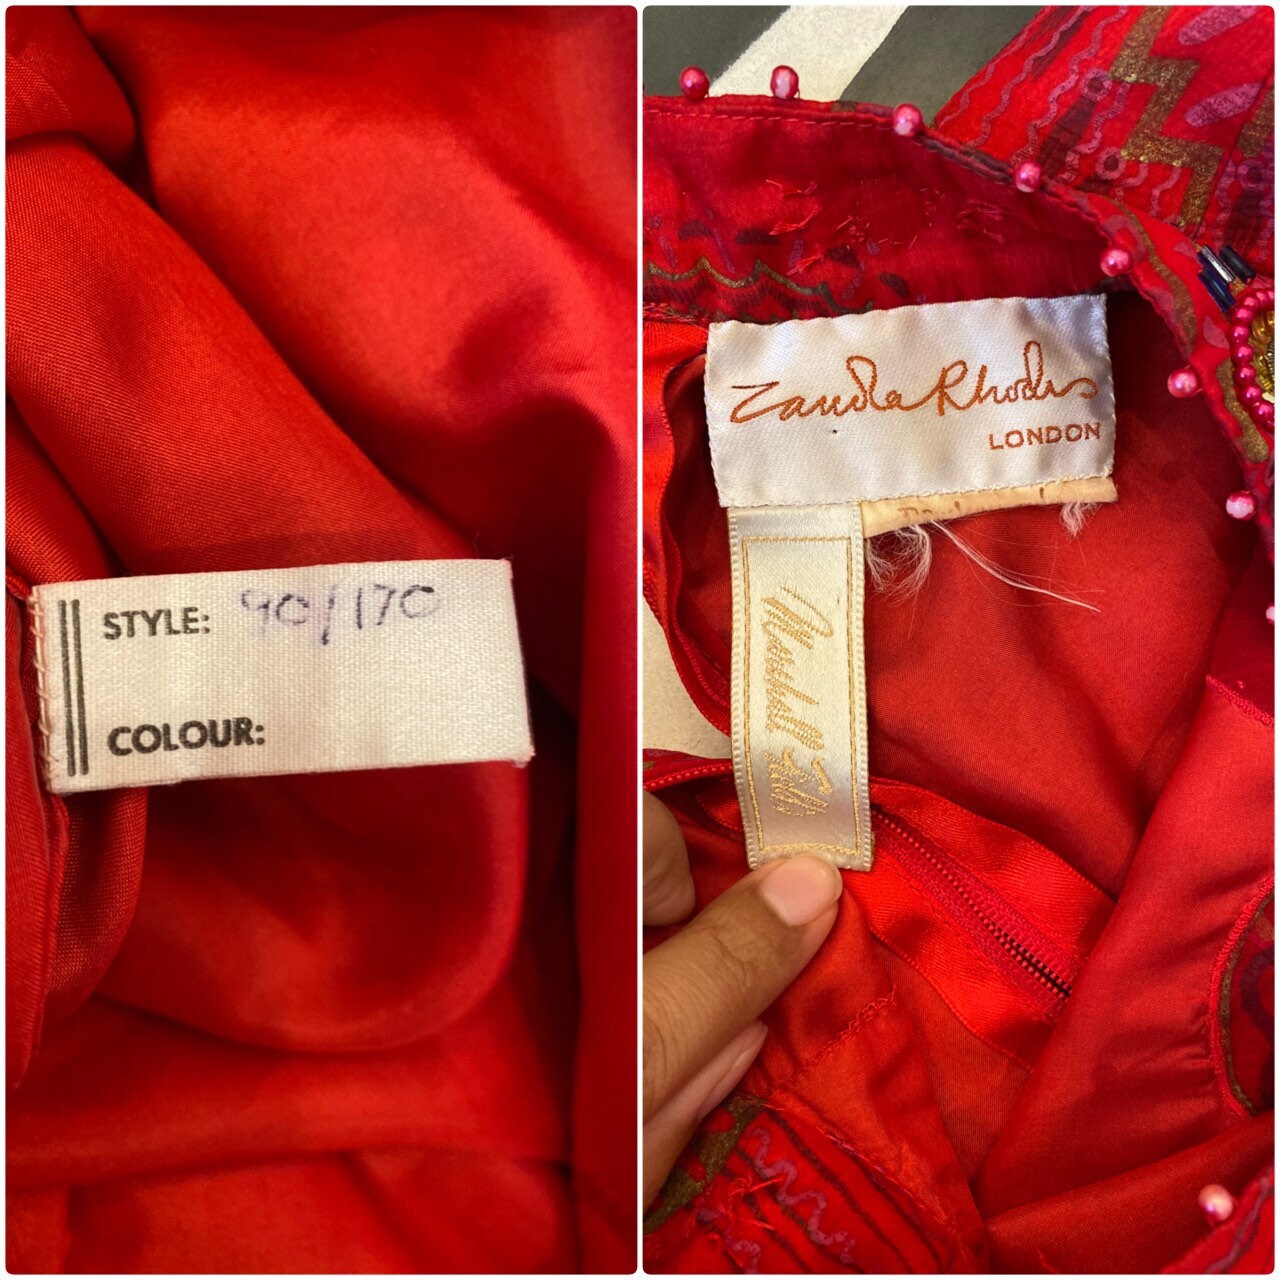 STYLE: 90/170
COLOUR:
Zandra Rhodes
LONDON
Marshall Field's